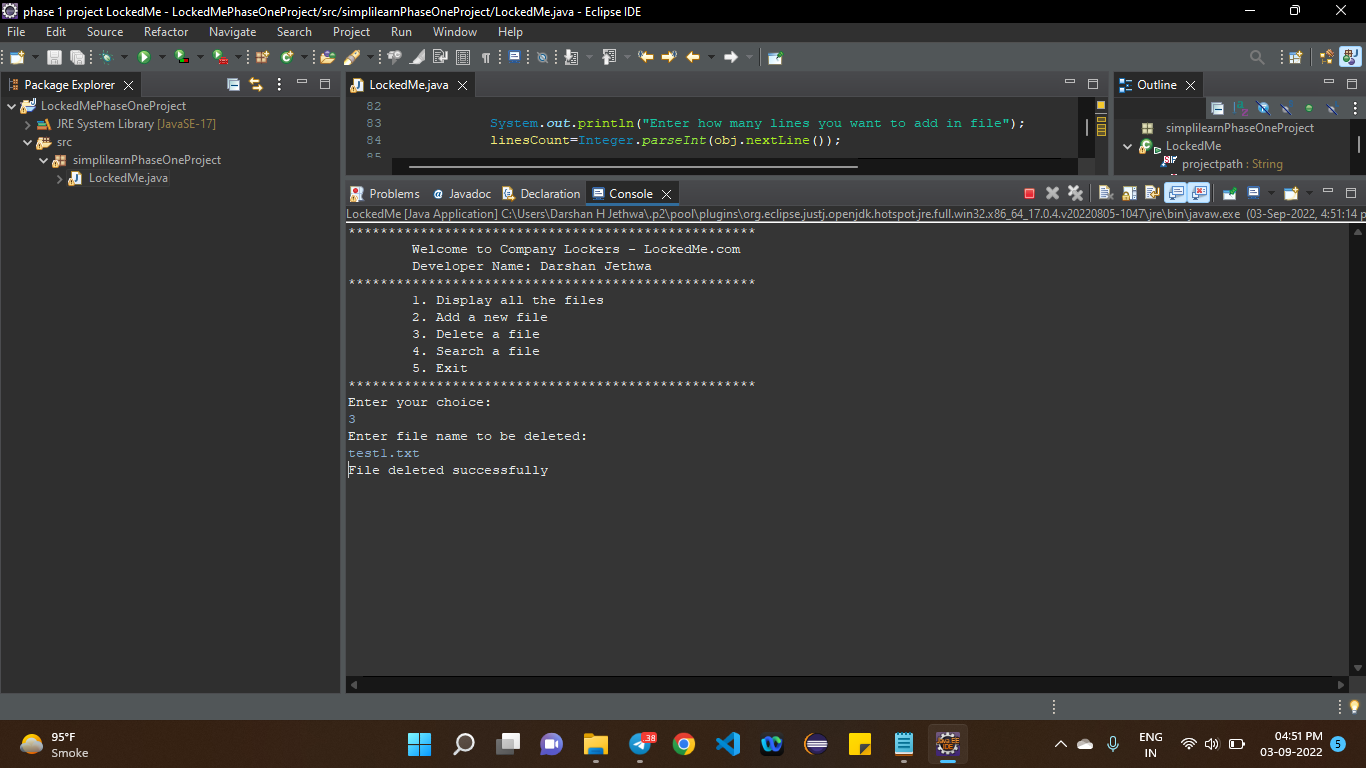 phase 1 project LockedMe - LockedMePhaseOneProject/src/simplilearnPhaseOneProject/LockedMe.java - Eclipse IDE
File Edit Source Refactor Navigate Search Project Run Window Help
Package Explorer
LockedMePhaseOneProject
JRE System Library [JavaSE-17]
src
simplilearnPhaseOneProject
LockedMe.java
LockedMe.java
82
83 System.out.println("Enter how many lines you want to add in file");
84 linesCount=Integer.parseInt(obj.nextLine());
85
Outline
simplilearnPhaseOneProject
LockedMe
projectpath : String
Problems Javadoc Declaration Console
LockedMe [Java Application] C:\Users\Darshan H Jethwa\.p2\pool\plugins\org.eclipse.justj.openjdk.hotspot.jre.full.win32.x86_64_17.0.4.v20220805-1047\jre\bin\javaw.exe (03-Sep-2022, 4:51:14 p
***************************************************
Welcome to Company Lockers - LockedMe.com
Developer Name: Darshan Jethwa
***************************************************
1. Display all the files
2. Add a new file
3. Delete a file
4. Search a file
5. Exit
***************************************************
Enter your choice:
3
Enter file name to be deleted:
test1.txt
File deleted successfully
95°F
Smoke
38
ENG
IN
04:51 PM
03-09-2022
5